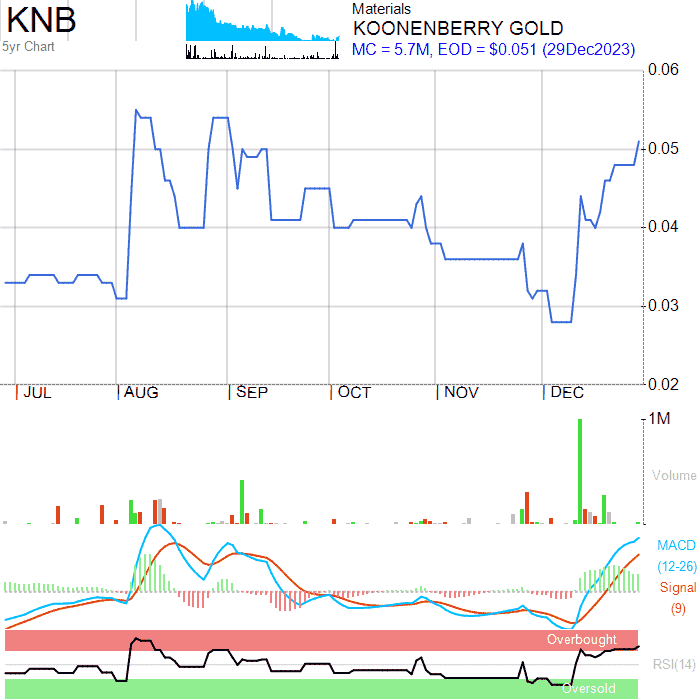 KNB
5yr Chart
Materials
KOONENBERRY GOLD
MC = 5.7M, EOD = $0.051 (29Dec2023)
0.06
0.05
0.04
0.03
0.02
JUL AUG SEP OCT NOV DEC
1M
Volume
MACD
(12-26)
Signal
(9)
Overbought
RSI(14)
Oversold